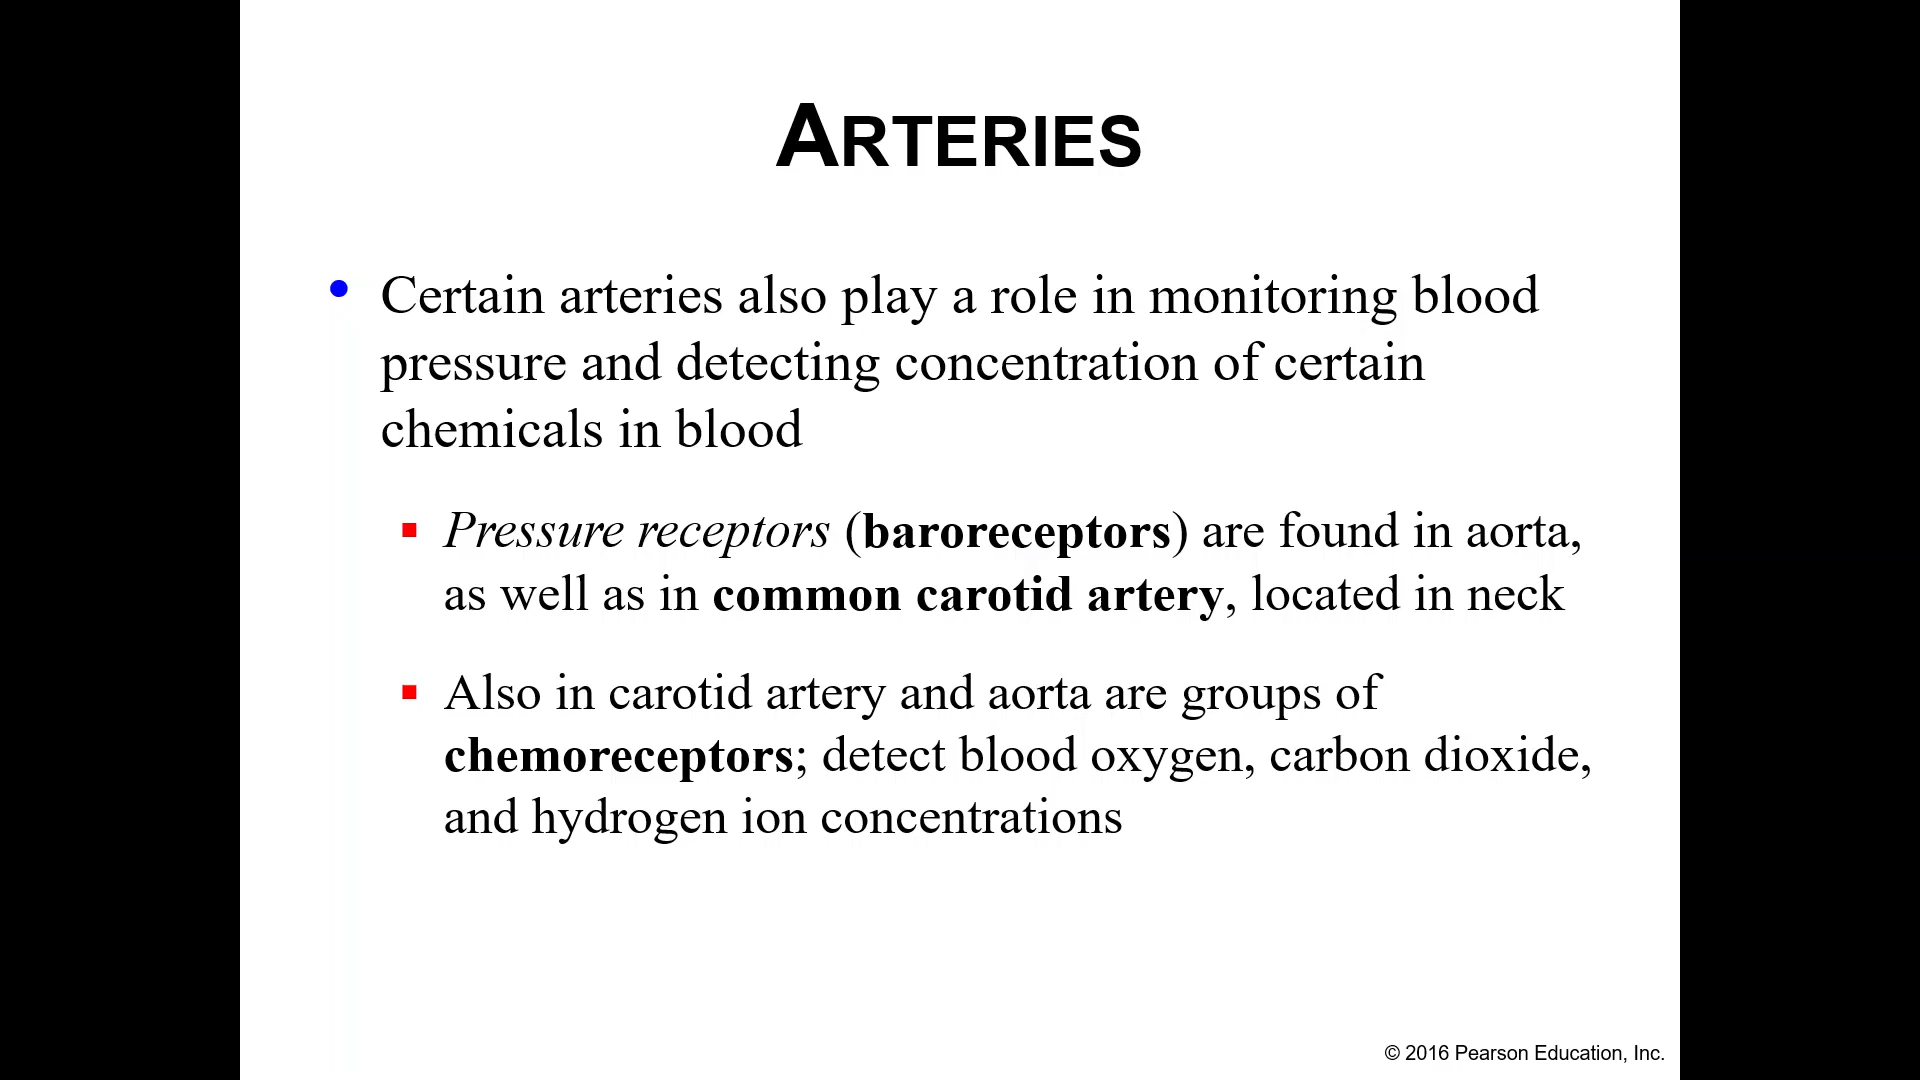 ARTERIES
• Certain arteries also play a role in monitoring blood
pressure and detecting concentration of certain
chemicals in blood
▪ Pressure receptors (baroreceptors) are found in aorta,
as well as in common carotid artery, located in neck
▪ Also in carotid artery and aorta are groups of
chemoreceptors; detect blood oxygen, carbon dioxide,
and hydrogen ion concentrations
© 2016 Pearson Education, Inc.